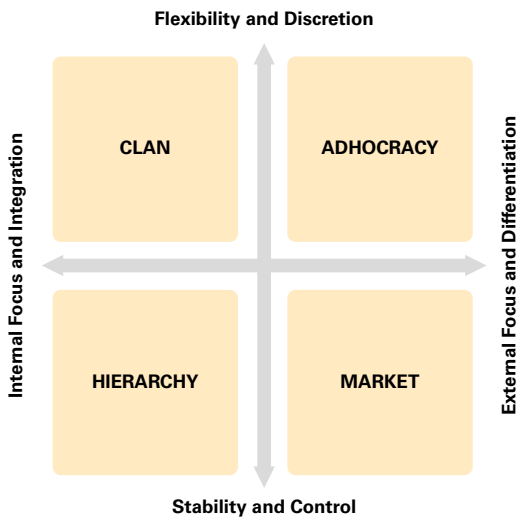 Flexibility and Discretion
CLAN
ADHOCRACY
Internal Focus and Integration
External Focus and Differentiation
HIERARCHY
MARKET
Stability and Control